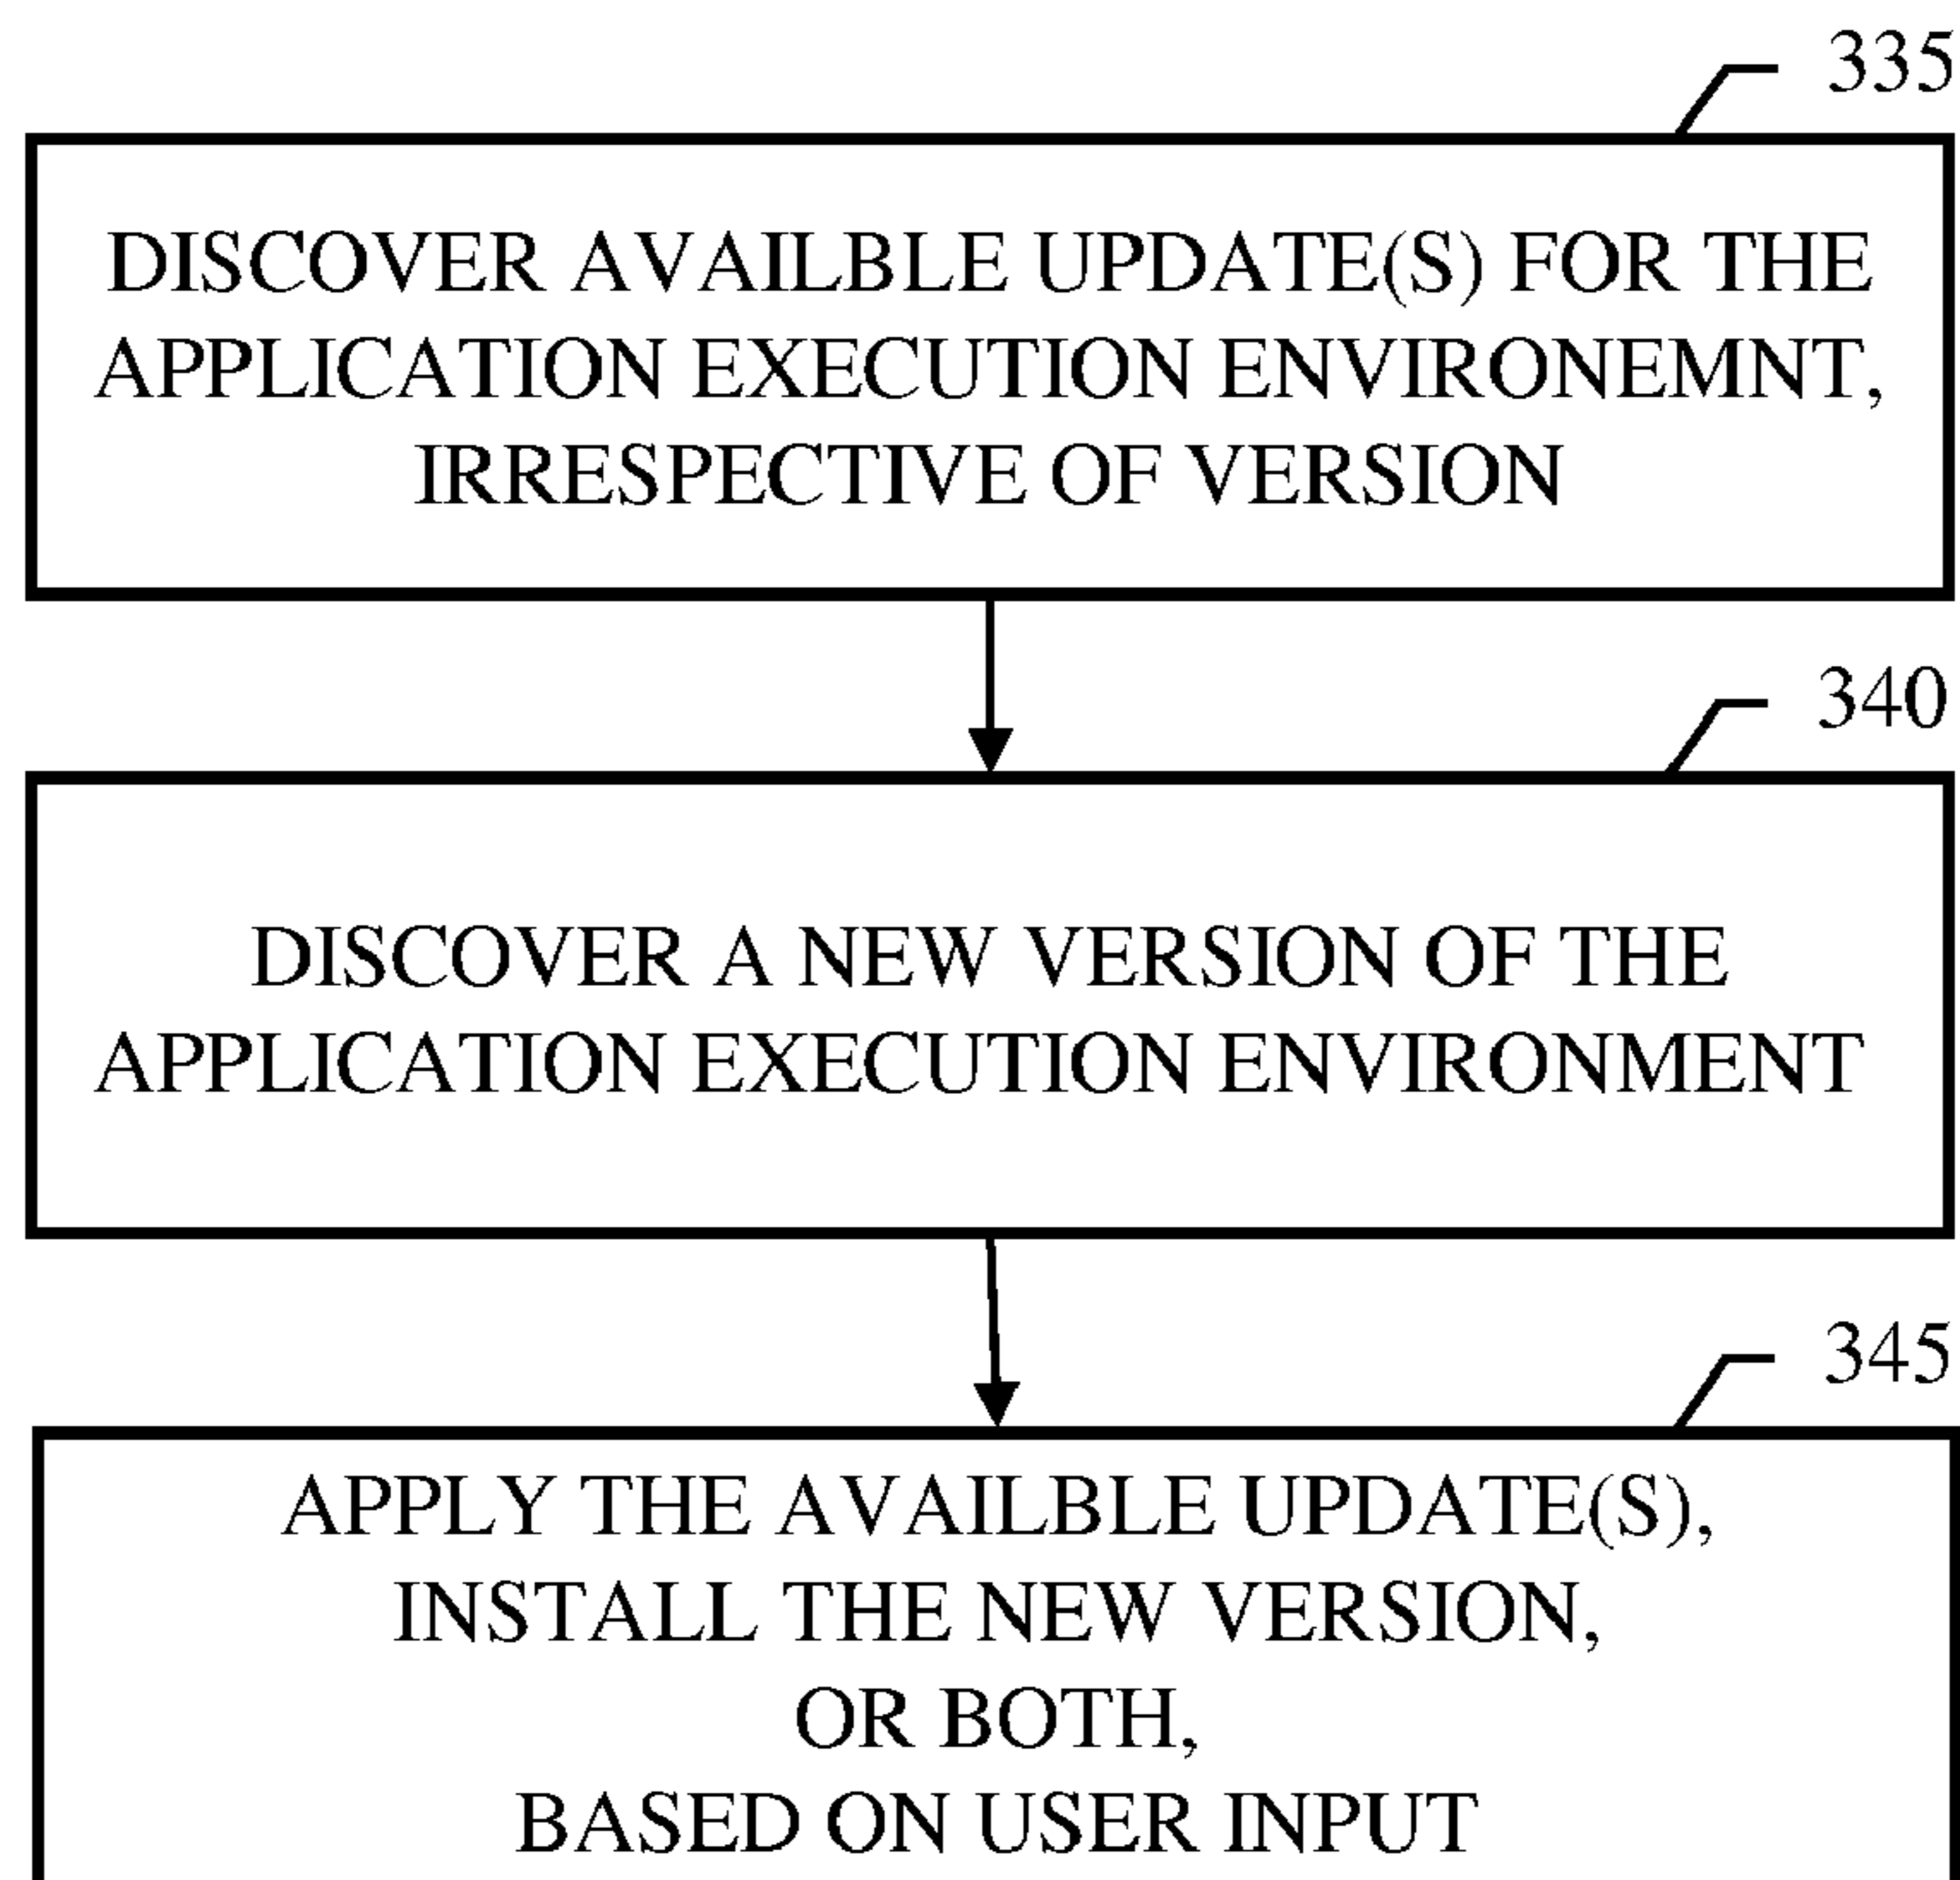 335
DISCOVER AVAILBLE UPDATE(S) FOR THE
APPLICATION EXECUTION ENVIRONEMNT,
IRRESPECTIVE OF VERSION
340
DISCOVER A NEW VERSION OF THE
APPLICATION EXECUTION ENVIRONMENT
345
APPLY THE AVAILBLE UPDATE(S),
INSTALL THE NEW VERSION,
OR BOTH,
BASED ON USER INPUT